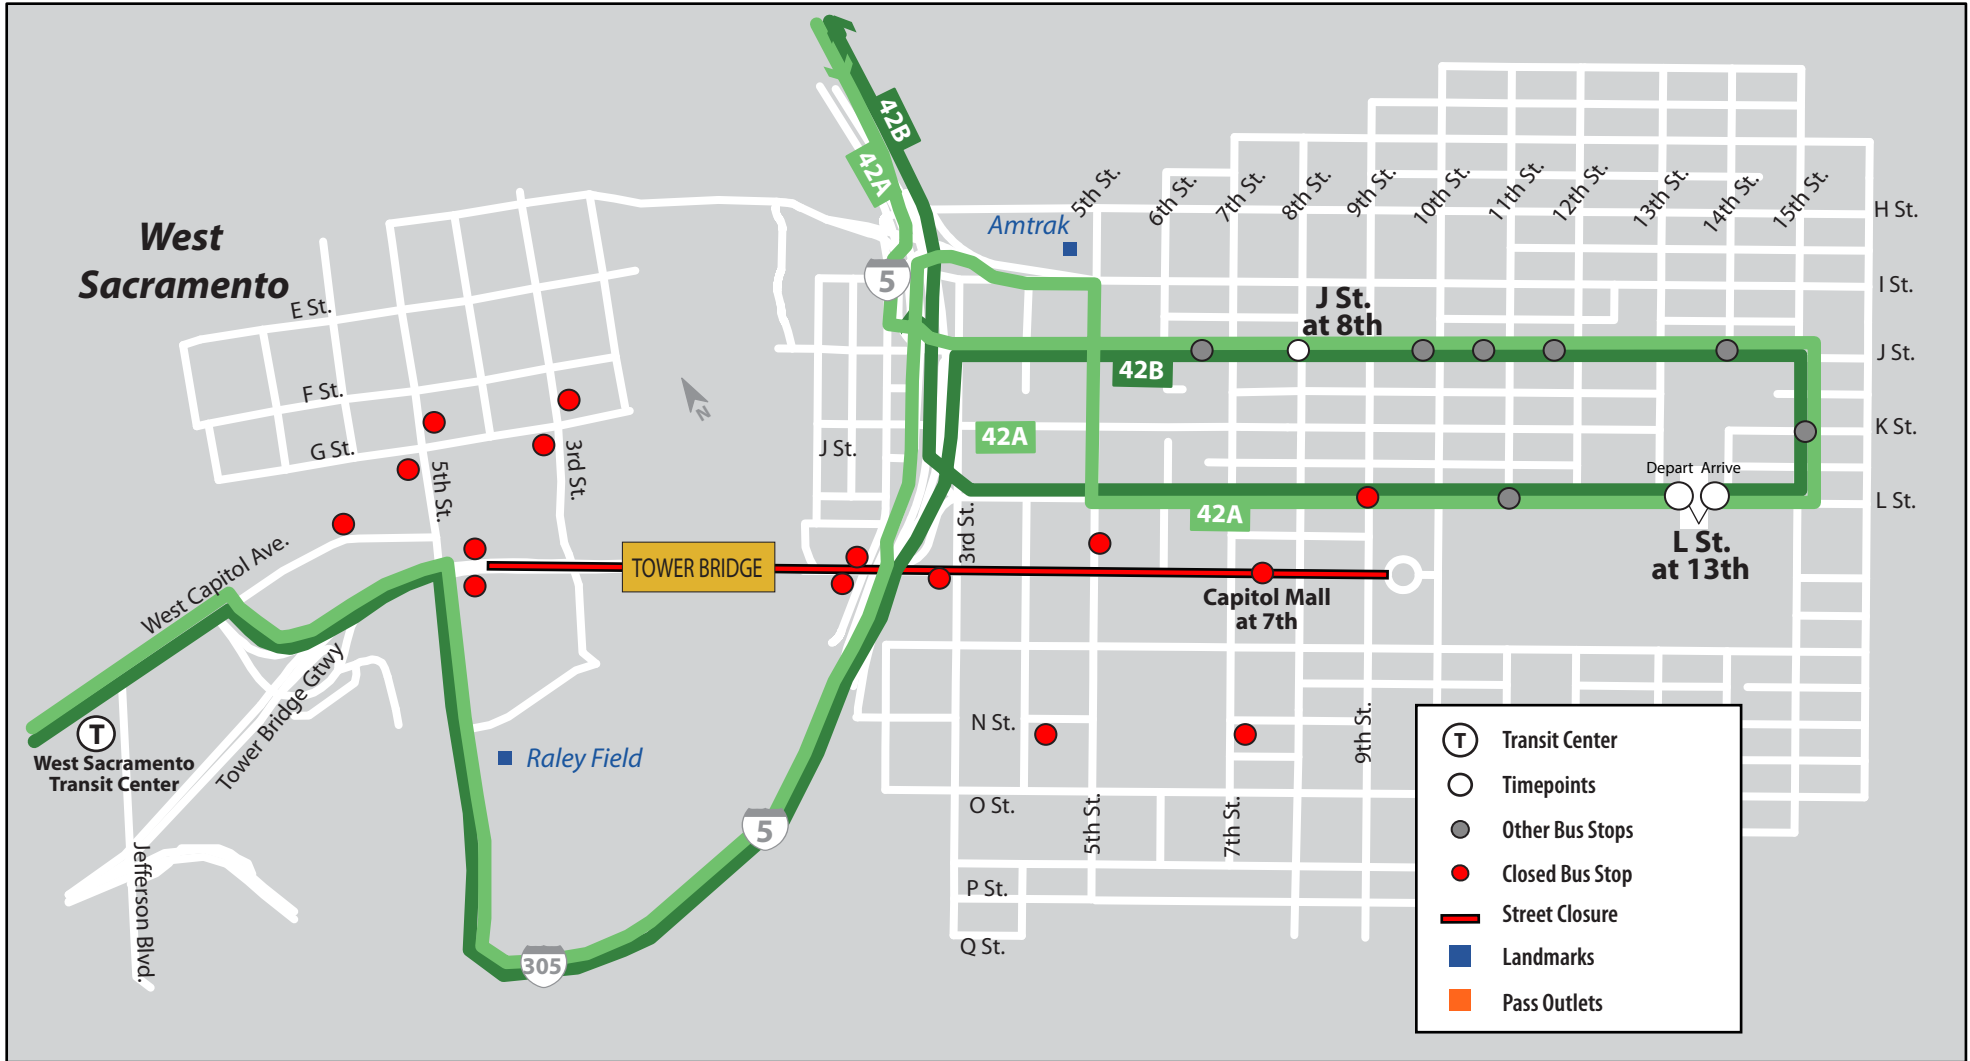 42B
42A
West
Sacramento
Amtrak
5th St.
6th St.
7th St.
8th St.
9th St.
10th St.
11th St.
12th St.
13th St.
14th St.
15th St.
H St.
I St.
J St.
K St.
L St.
5
E St.
F St.
G St.
J St.
at 8th
42B
42A
N
5th St.
3rd St.
J St.
Depart Arrive
42A
L St.
at 13th
3rd St.
West Capitol Ave.
TOWER BRIDGE
Capitol Mall
at 7th
T
West Sacramento
Transit Center
Tower Bridge Gtwy
Jefferson Blvd.
Raley Field
5
305
N St.
O St.
P St.
Q St.
5th St.
7th St.
9th St.
T Transit Center
Timepoints
Other Bus Stops
Closed Bus Stop
Street Closure
Landmarks
Pass Outlets